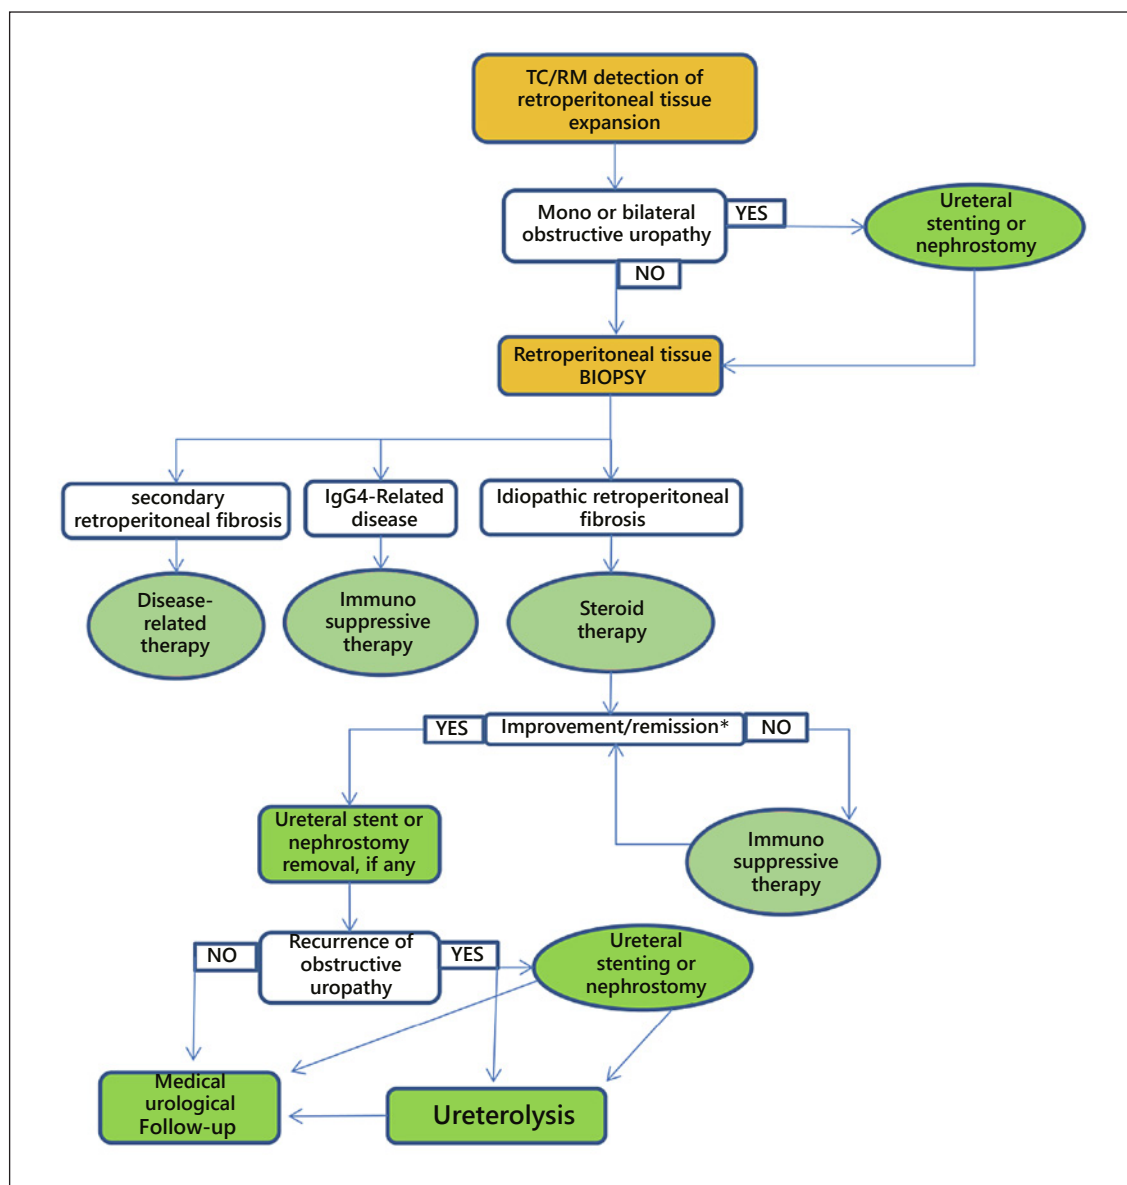 TC/RM detection of
retroperitoneal tissue
expansion
Mono or bilateral
obstructive uropathy
YES
Ureteral
stenting or
nephrostomy
NO
Retroperitoneal tissue
BIOPSY
secondary
retroperitoneal fibrosis
IgG4-Related
disease
Idiopathic retroperitoneal
fibrosis
Disease-
related
therapy
Immuno
suppressive
therapy
Steroid
therapy
YES
Improvement/remission*
NO
Ureteral stent or
nephrostomy
removal, if any
Immuno
suppressive
therapy
NO
Recurrence of
obstructive
uropathy
YES
Ureteral
stenting or
nephrostomy
Medical
urological
Follow-up
Ureterolysis